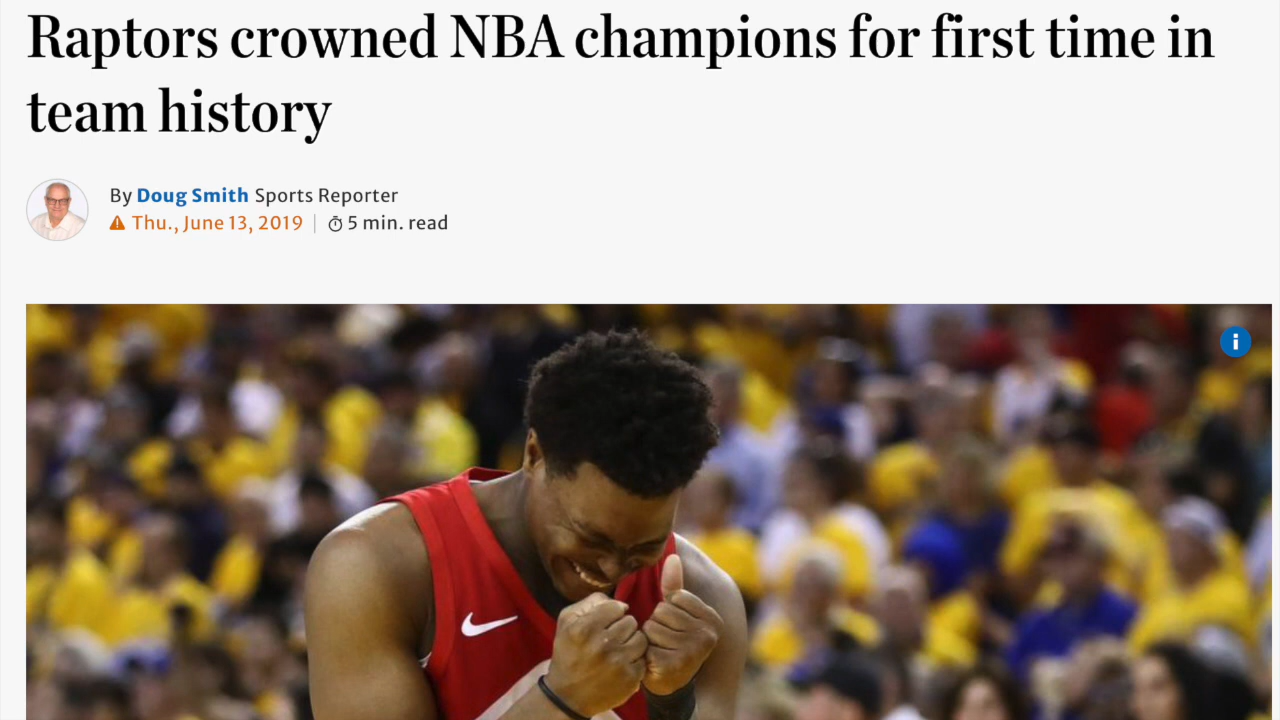 Raptors crowned NBA champions for first time in
team history
By Doug Smith Sports Reporter
Thu., June 13, 2019 | 5 min. read
i